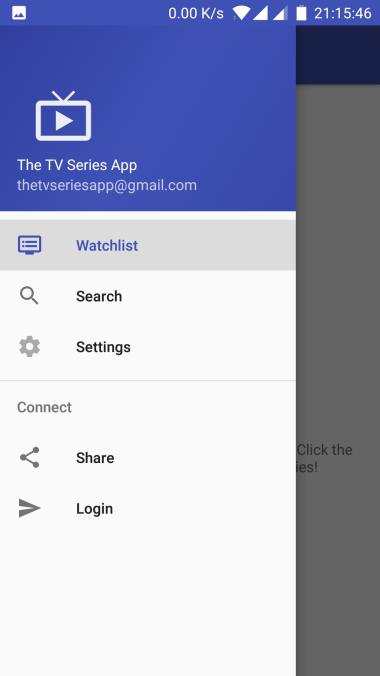 0.00 K/s 21:15:46
The TV Series App
thetvseriesapp@gmail.com
Watchlist
Search
Settings
Connect
Share
Login
Click the
ies!